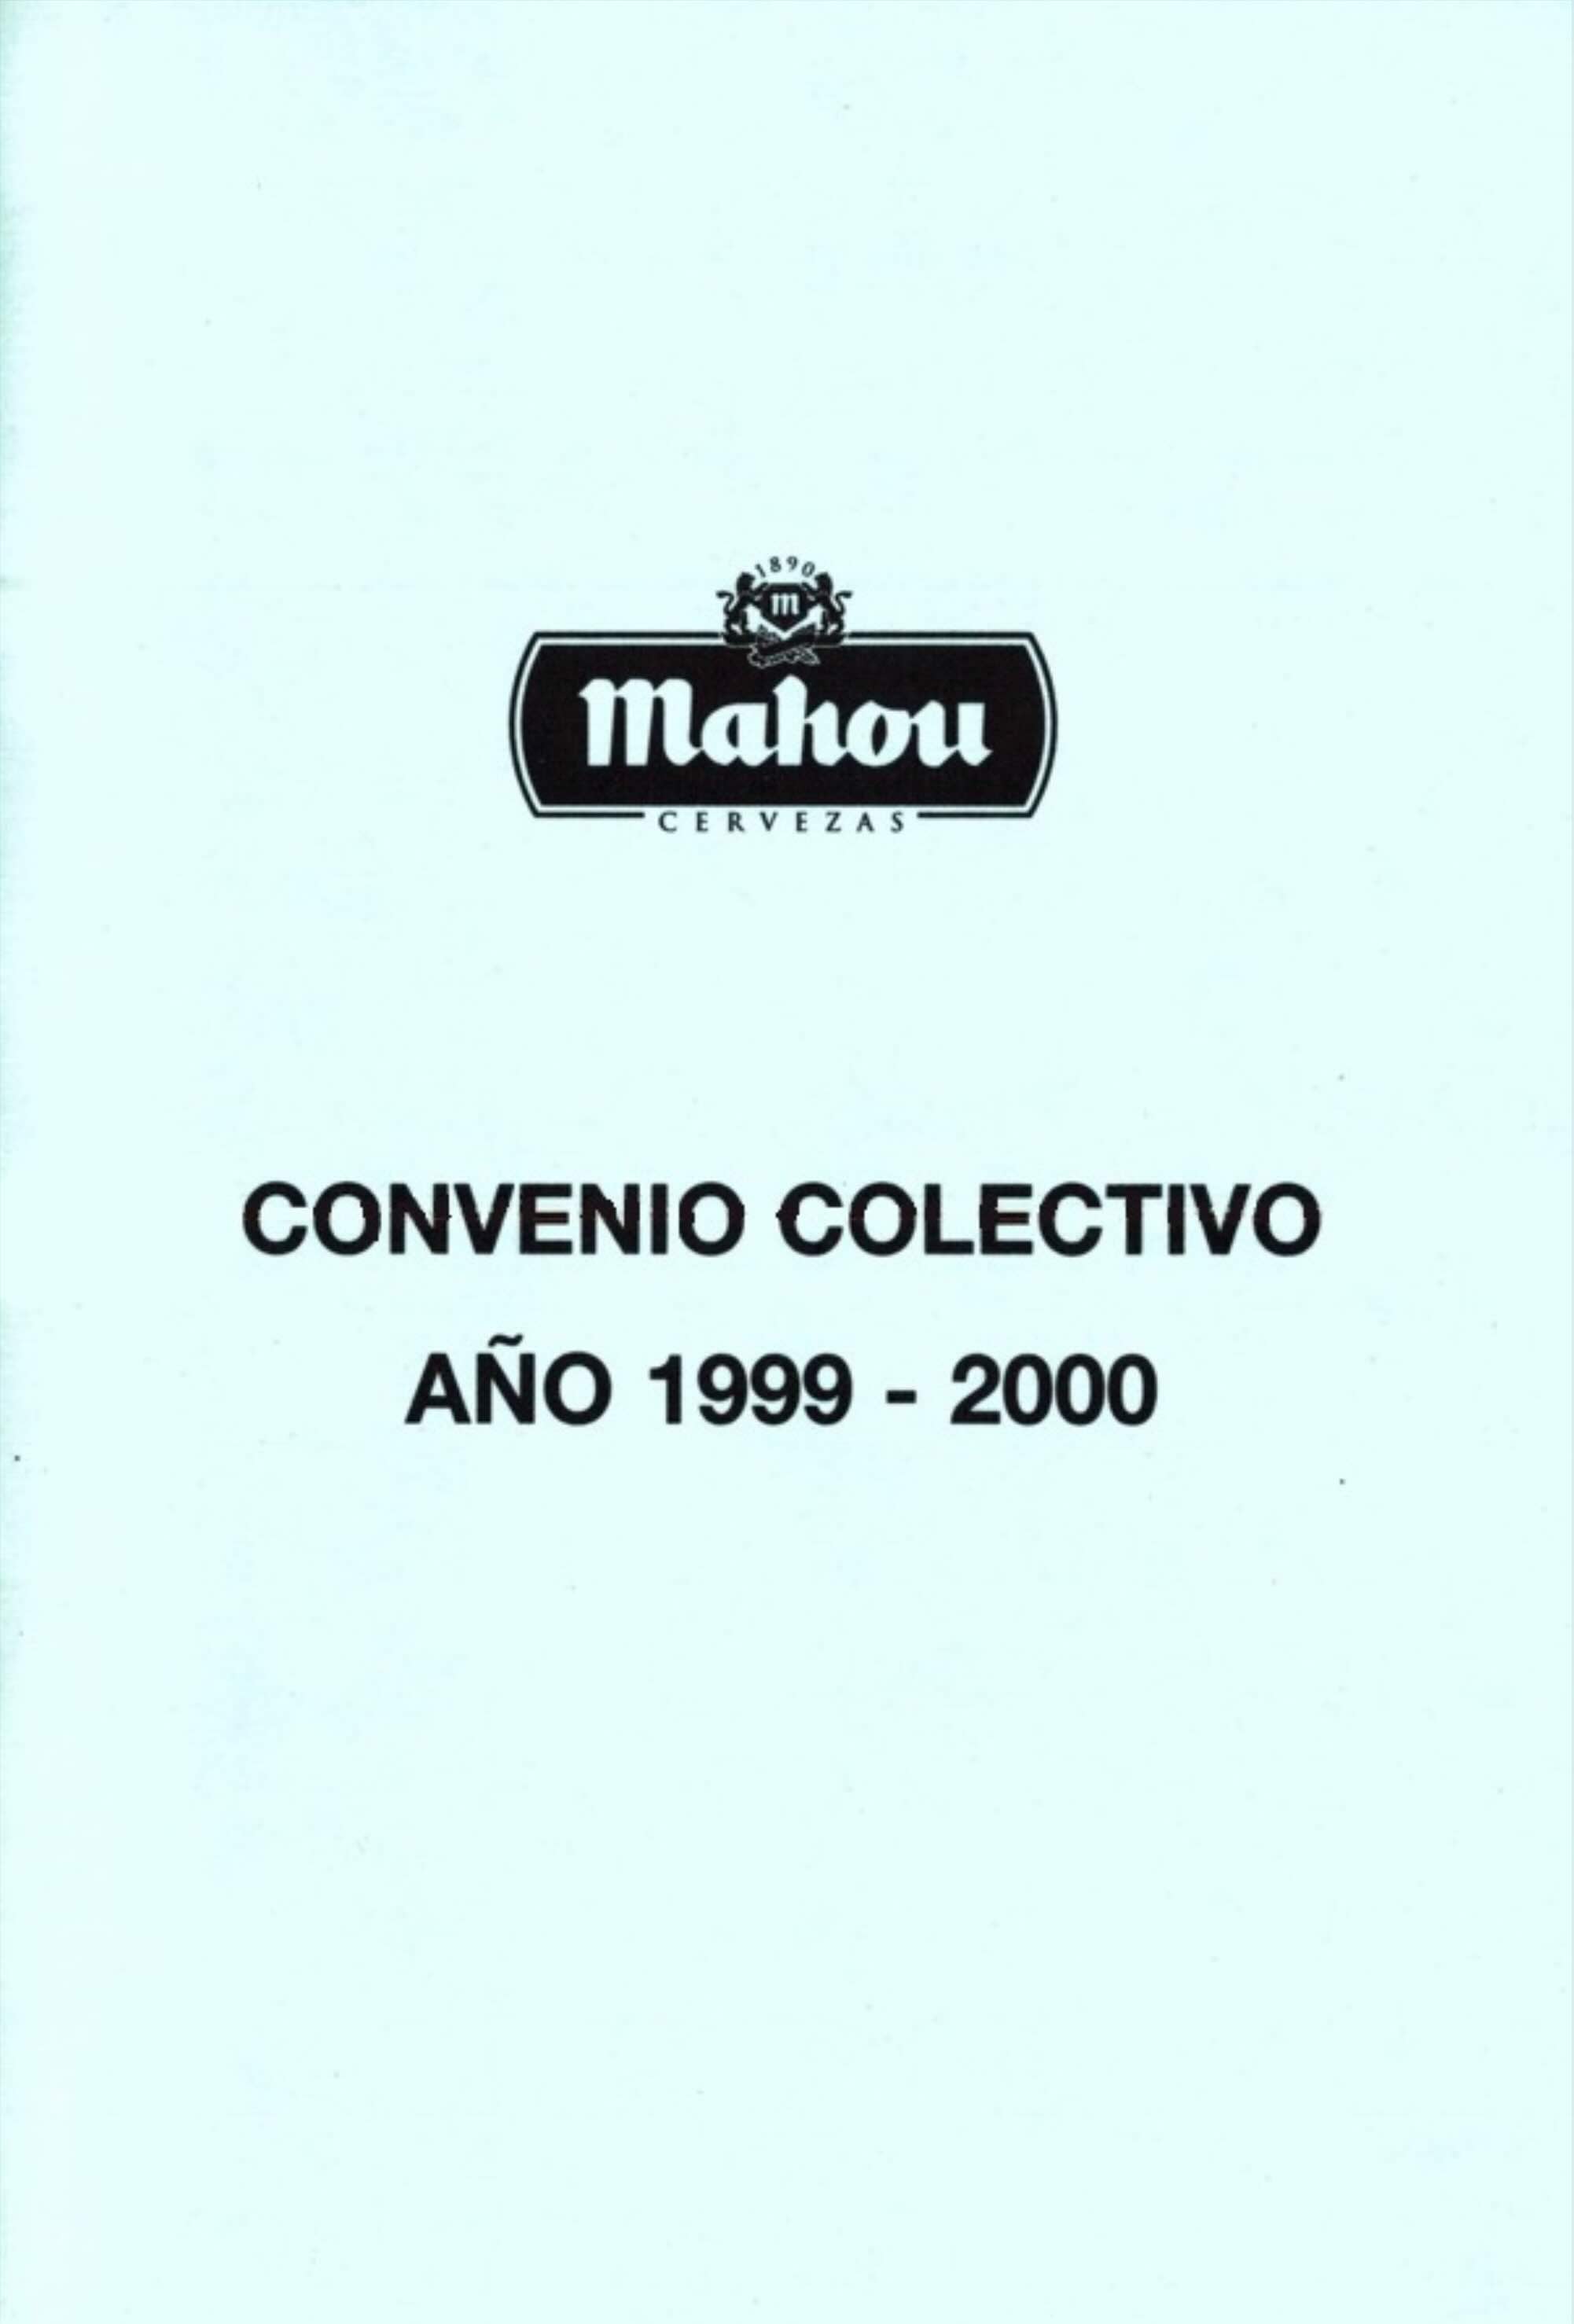 1890
m
Mahou
CERVEZAS
CONVENIO COLECTIVO
AÑO 1999 - 2000